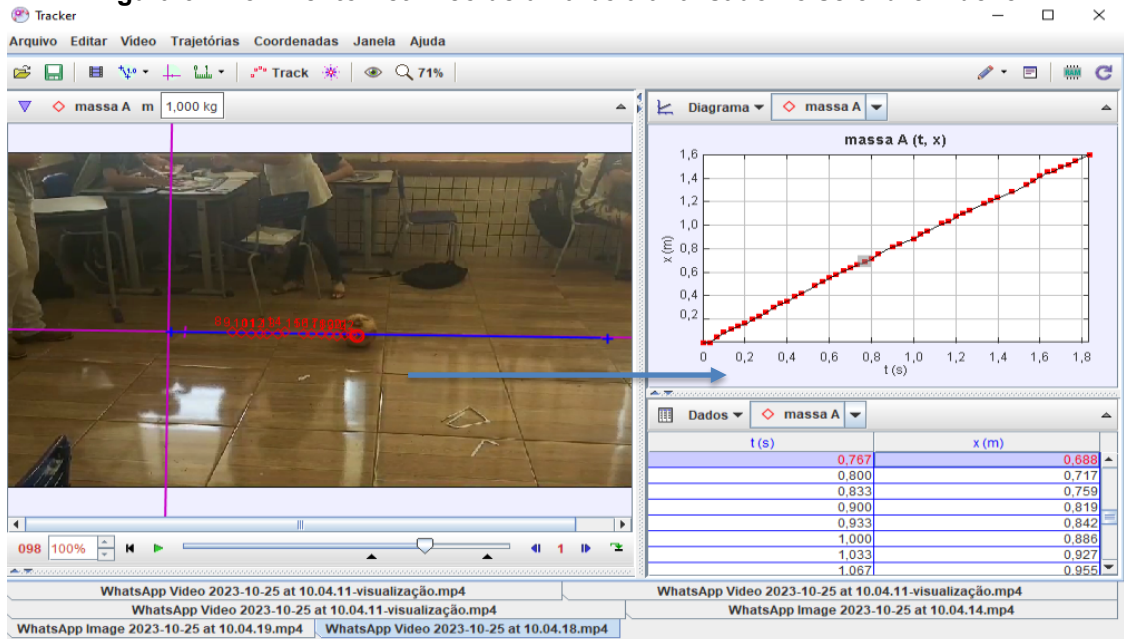 Tracker
Arquivo Editar Video Trajetórias Coordenadas Janela Ajuda
Track 71%
massa A m 1,000 kg
Diagrama massa A
massa A (t, x)
1,6
1,4
1,2
1,0
0,8
0,6
0,4
0,2
x (m)
0 0,2 0,4 0,6 0,8 1,0 1,2 1,4 1,6 1,8
t (s)
Dados massa A
t (s) x (m)
0,767 0,688
0,800 0,717
0,833 0,759
0,900 0,819
0,933 0,842
1,000 0,886
1,033 0,927
1,067 0,955
098 100% 1
WhatsApp Video 2023-10-25 at 10.04.11-visualização.mp4 WhatsApp Video 2023-10-25 at 10.04.11-visualização.mp4
WhatsApp Video 2023-10-25 at 10.04.11-visualização.mp4 WhatsApp Image 2023-10-25 at 10.04.14.mp4
WhatsApp Image 2023-10-25 at 10.04.19.mp4 WhatsApp Video 2023-10-25 at 10.04.18.mp4